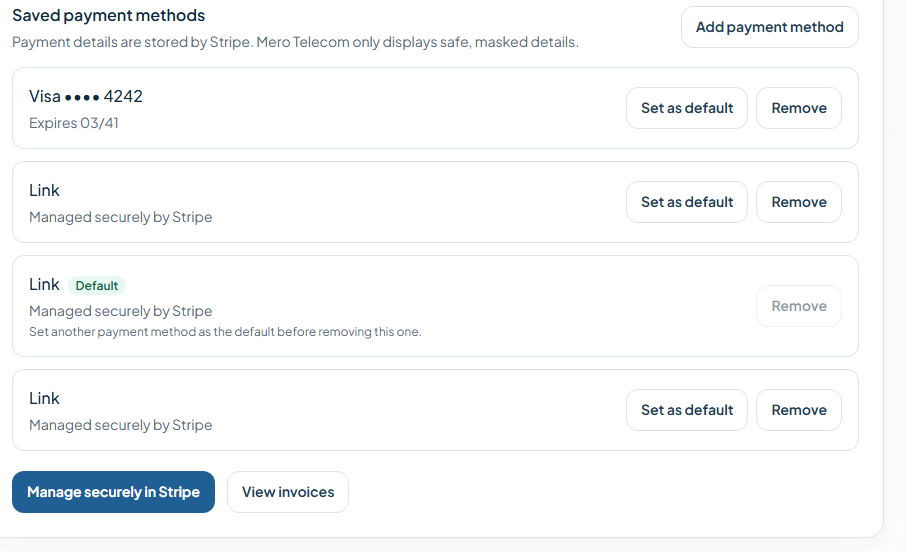 Saved payment methods
Payment details are stored by Stripe. Mero Telecom only displays safe, masked details.
Add payment method
Visa •••• 4242
Expires 03/41
Set as default
Remove
Link
Managed securely by Stripe
Set as default
Remove
Link Default
Managed securely by Stripe
Set another payment method as the default before removing this one.
Remove
Link
Managed securely by Stripe
Set as default
Remove
Manage securely in Stripe
View invoices